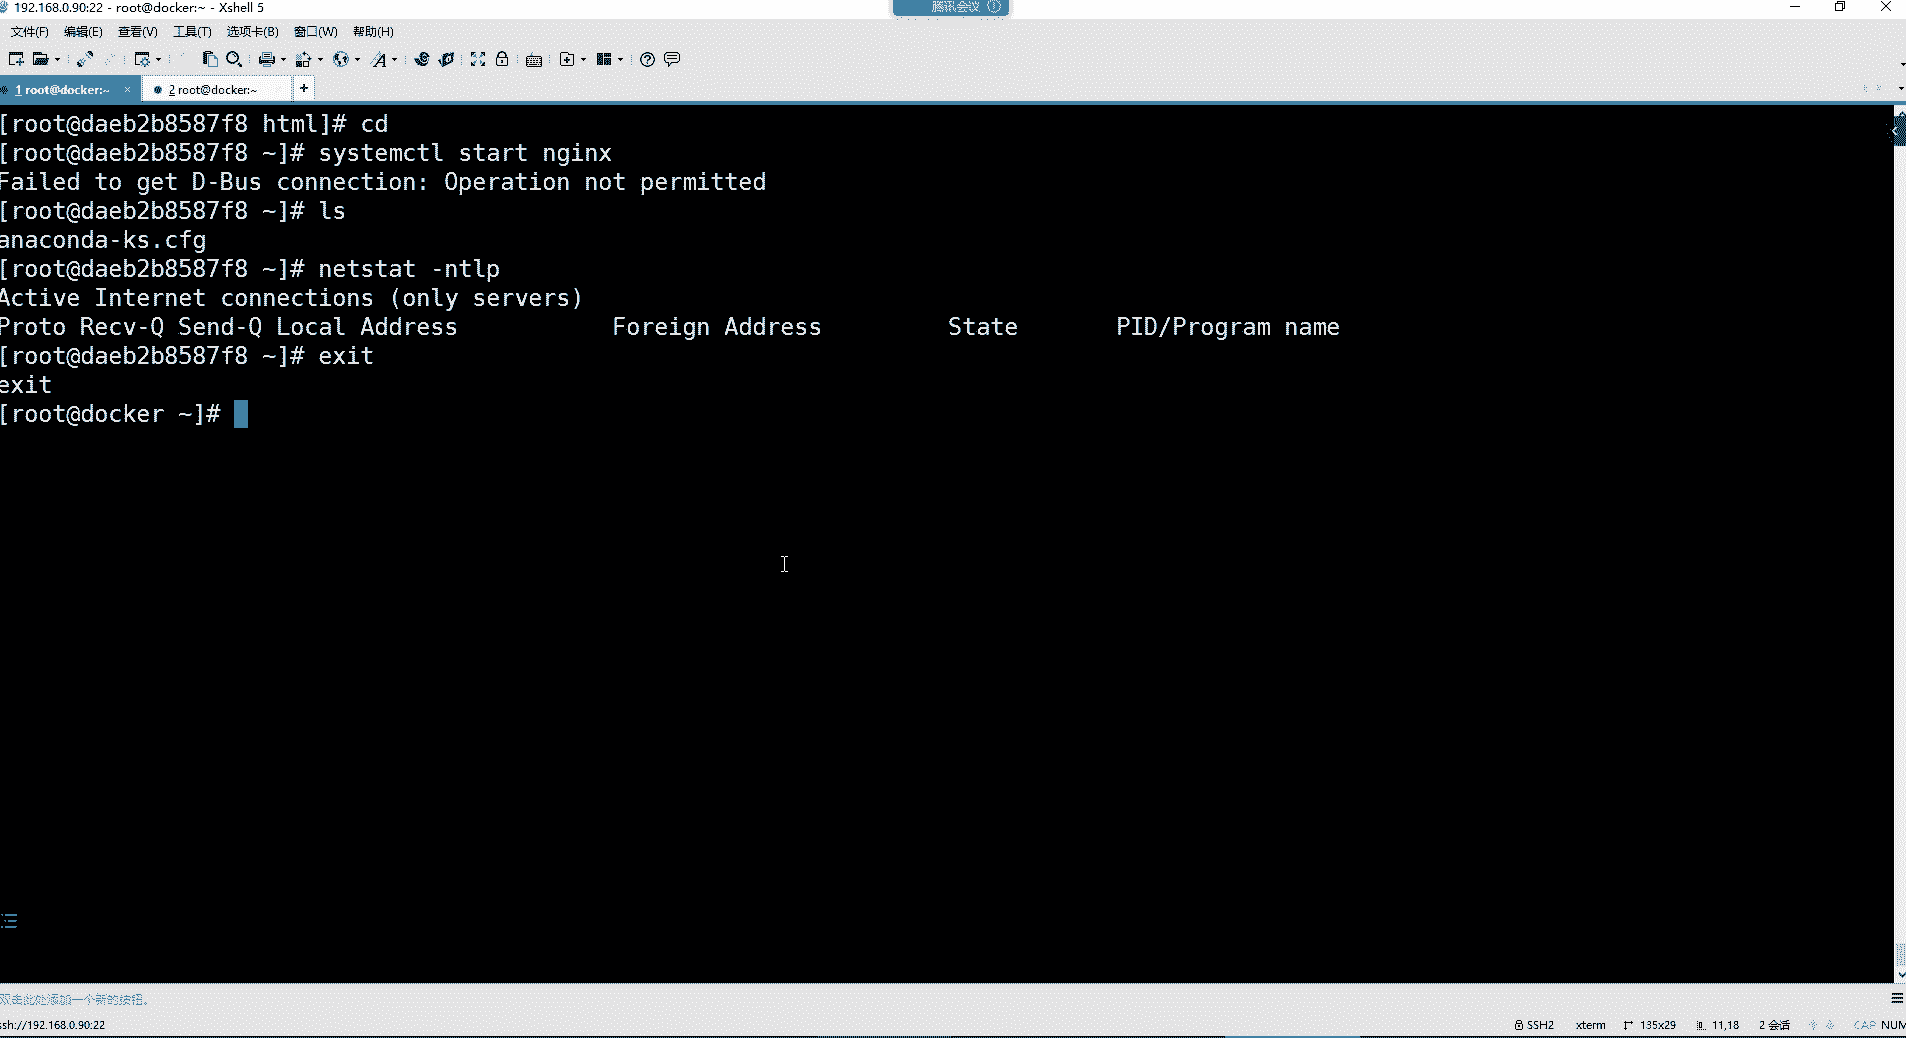 192.168.0.90:22 - root@docker:~ - Xshell 5
腾讯会议
文件(F) 编辑(E) 查看(V) 工具(T) 选项卡(B) 窗口(W) 帮助(H)
1 root@docker:~ × 2 root@docker:~ +
[root@daeb2b8587f8 html]# cd
[root@daeb2b8587f8 ~]# systemctl start nginx
Failed to get D-Bus connection: Operation not permitted
[root@daeb2b8587f8 ~]# ls
anaconda-ks.cfg
[root@daeb2b8587f8 ~]# netstat -ntlp
Active Internet connections (only servers)
Proto Recv-Q Send-Q Local Address Foreign Address State PID/Program name
[root@daeb2b8587f8 ~]# exit
exit
[root@docker ~]#
双击此处添加一个新的按钮。
ssh://192.168.0.90:22 SSH2 xterm 135x29 11,18 2 会话 CAP NUM